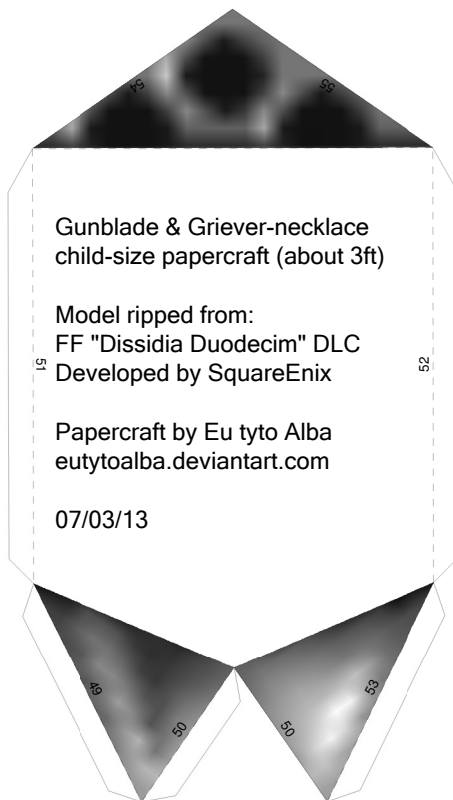 54
55
Gunblade & Griever-necklace
child-size papercraft (about 3ft)
Model ripped from:
FF "Dissidia Duodecim" DLC
Developed by SquareEnix
51
52
Papercraft by Eu tyto Alba
eutytoalba.deviantart.com
07/03/13
49
50
50
53